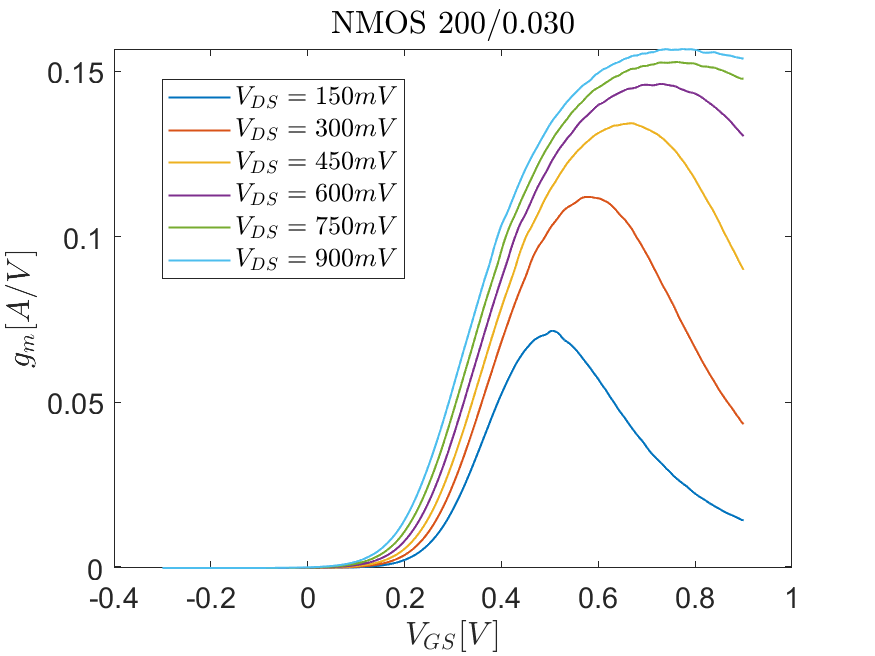 NMOS 200/0.030
0.15
0.1
0.05
0
g_m[A/V]
V_DS = 150mV
V_DS = 300mV
V_DS = 450mV
V_DS = 600mV
V_DS = 750mV
V_DS = 900mV
-0.4 -0.2 0 0.2 0.4 0.6 0.8 1
V_GS[V]